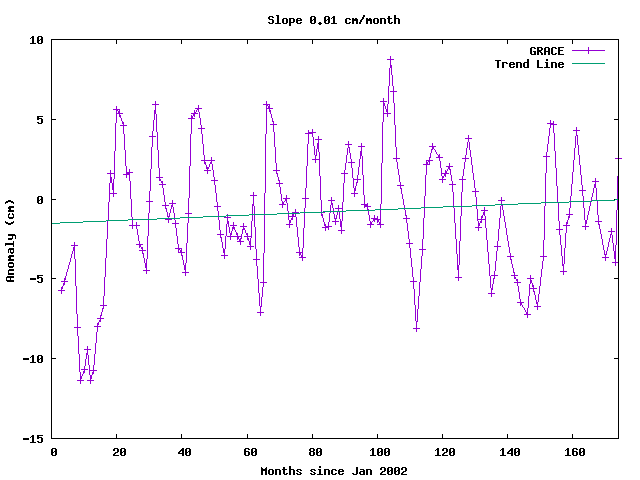 Slope 0.01 cm/month
GRACE
Trend Line
10
5
0
-5
-10
-15
Anomaly (cm)
0 20 40 60 80 100 120 140 160
Months since Jan 2002